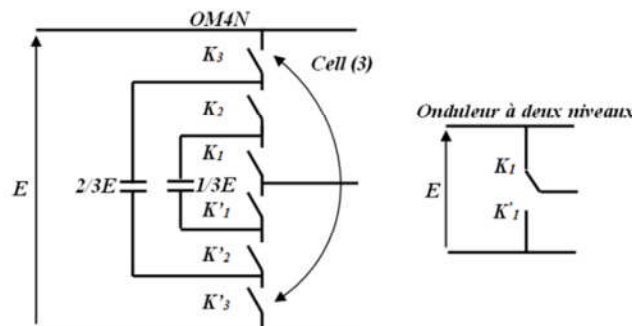 OM4N
K3
Cell (3)
K2
Onduleur à deux niveaux
K1
K1
E
2/3E
1/3E
E
K'1
K'1
K'2
K'3